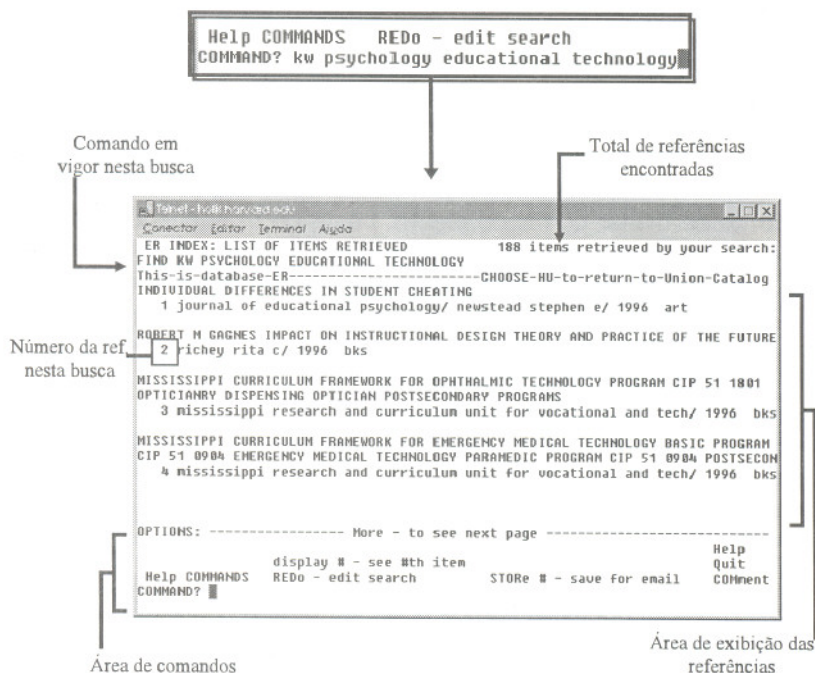 Help COMMANDS REDo - edit search
COMMAND? kw psychology educational technology
Comando em
vigor nesta busca
Total de referências
encontradas
Telnet - hollis.harvard.edu
Conectar Editar Terminal Ajuda
ER INDEX: LIST OF ITEMS RETRIEVED 188 items retrieved by your search:
FIND KW PSYCHOLOGY EDUCATIONAL TECHNOLOGY
This-is-database-ER----------------------------CHOOSE-HU-to-return-to-Union-Catalog
INDIVIDUAL DIFFERENCES IN STUDENT CHEATING
1 journal of educational psychology/ newstead stephen e/ 1996 art
ROBERT M GAGNES IMPACT ON INSTRUCTIONAL DESIGN THEORY AND PRACTICE OF THE FUTURE
Número da ref.
nesta busca
2 richey rita c/ 1996 bks
MISSISSIPPI CURRICULUM FRAMEWORK FOR OPHTHALMIC TECHNOLOGY PROGRAM CIP 51 1801
OPTICIANRY DISPENSING OPTICIAN POSTSECONDARY PROGRAMS
3 mississippi research and curriculum unit for vocational and tech/ 1996 bks
MISSISSIPPI CURRICULUM FRAMEWORK FOR EMERGENCY MEDICAL TECHNOLOGY BASIC PROGRAM
CIP 51 0904 EMERGENCY MEDICAL TECHNOLOGY PARAMEDIC PROGRAM CIP 51 0904 POSTSECON
4 mississippi research and curriculum unit for vocational and tech/ 1996 bks
OPTIONS: ------------------ More - to see next page ------------------------------
Help
display # - see #th item Quit
Help COMMANDS REDo - edit search STORe # - save for email COMment
COMMAND?
Área de comandos
Área de exibição das
referências